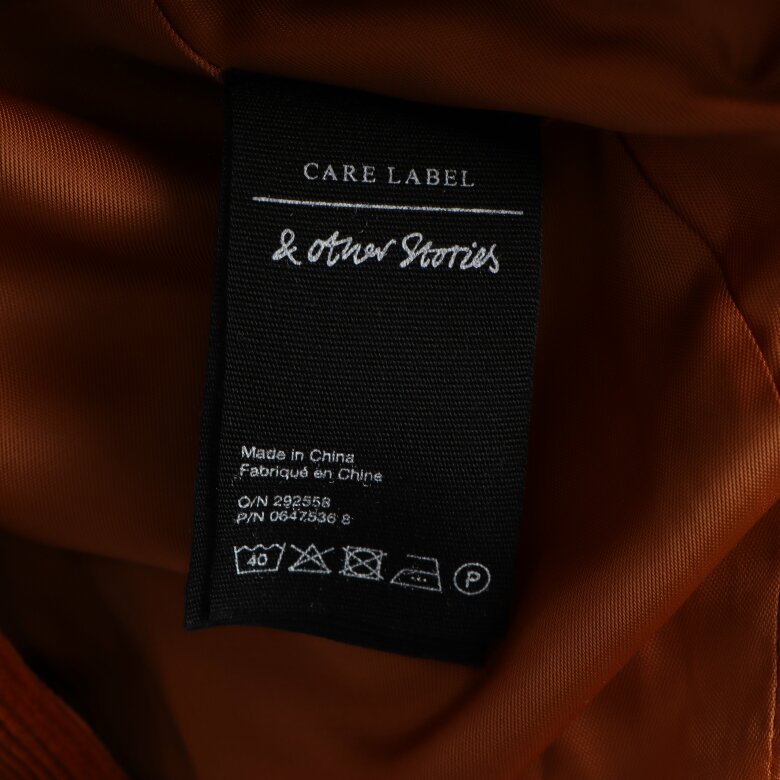 CARE LABEL
& other Stories
Made in China
Fabriqué en Chine
O/N 292558
P/N 0647536 8
40
P